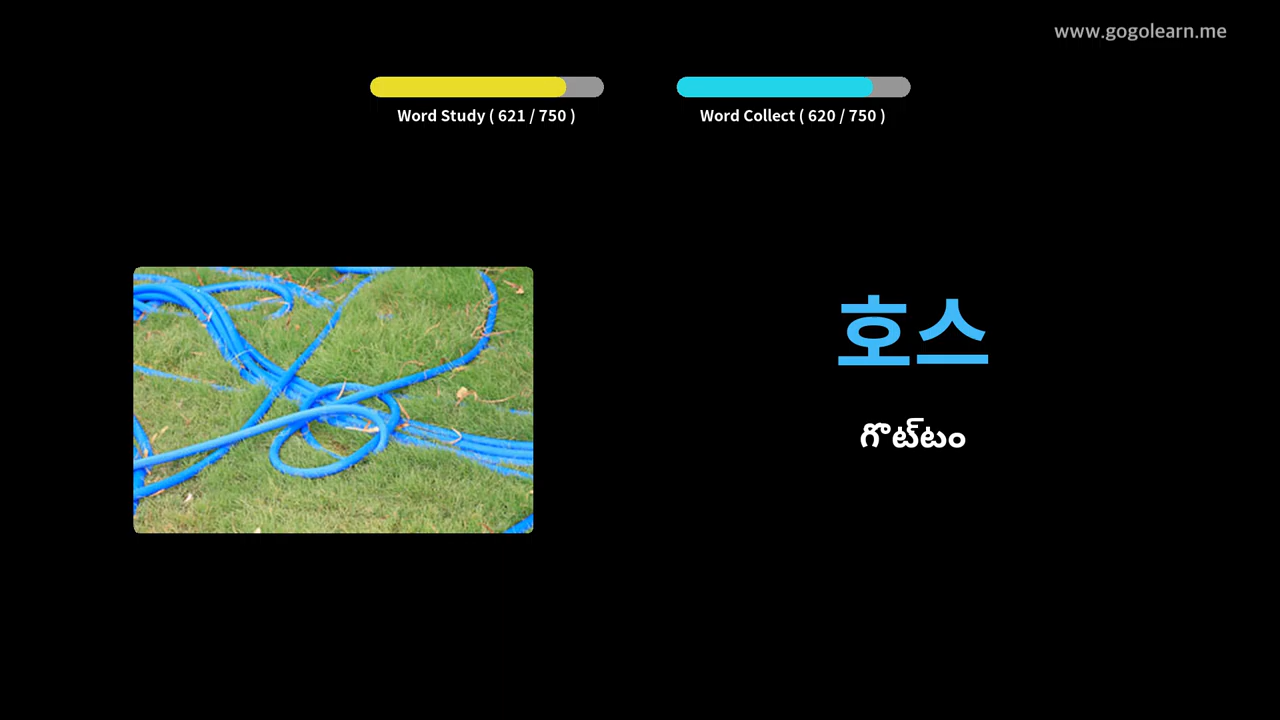 www.gogolearn.me
Word Study ( 621 / 750 )
Word Collect ( 620 / 750 )
호스
గొట్‌టం